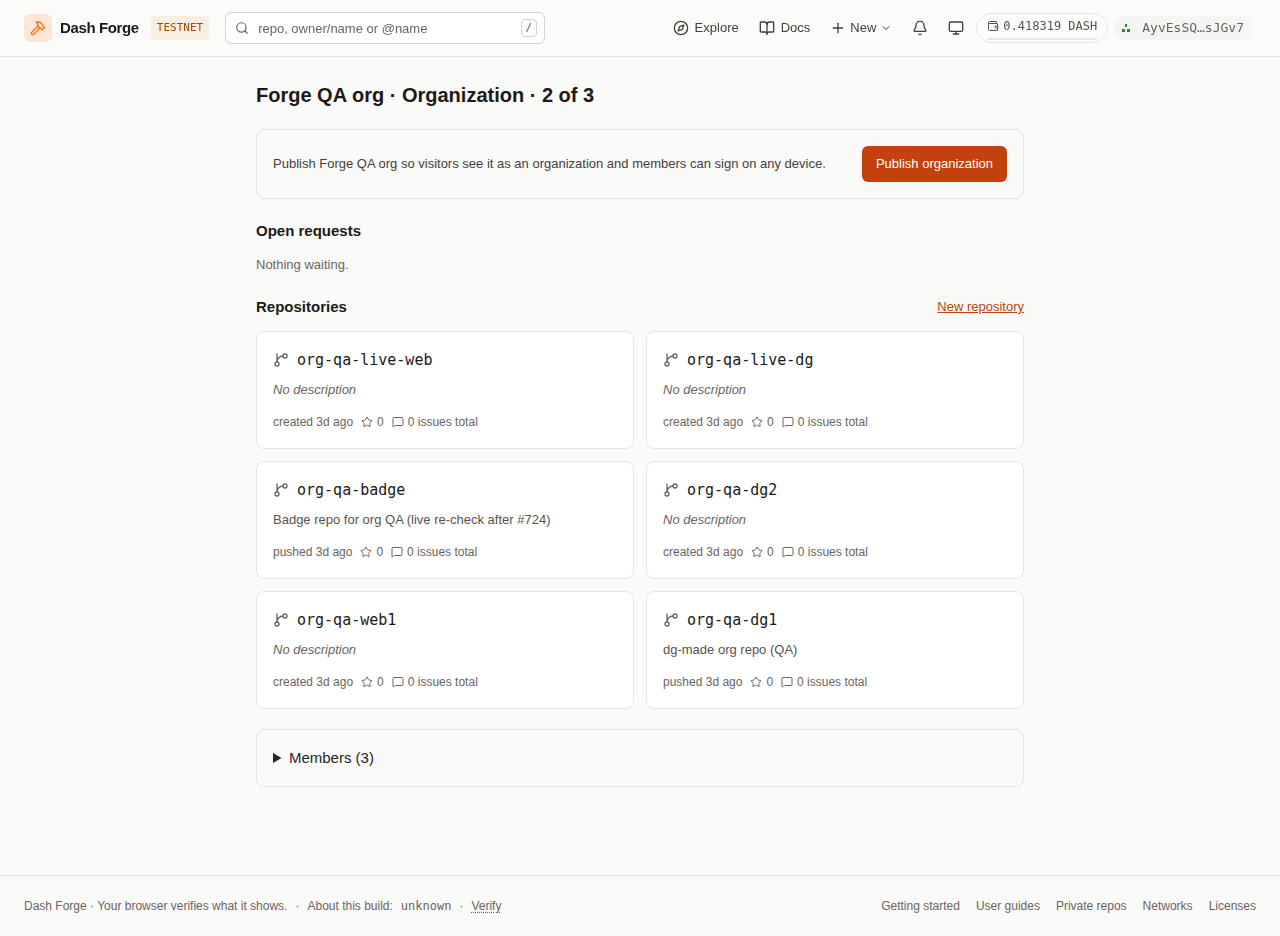 Dash Forge TESTNET repo, owner/name or @name / Explore Docs New 0.418319 DASH AyvEsSQ…sJGv7
Forge QA org · Organization · 2 of 3
Publish Forge QA org so visitors see it as an organization and members can sign on any device. Publish organization
Open requests
Nothing waiting.
Repositories New repository
org-qa-live-web
No description
created 3d ago 0 0 issues total
org-qa-live-dg
No description
created 3d ago 0 0 issues total
org-qa-badge
Badge repo for org QA (live re-check after #724)
pushed 3d ago 0 0 issues total
org-qa-dg2
No description
created 3d ago 0 0 issues total
org-qa-web1
No description
created 3d ago 0 0 issues total
org-qa-dg1
dg-made org repo (QA)
pushed 3d ago 0 0 issues total
Members (3)
Dash Forge · Your browser verifies what it shows. · About this build: unknown · Verify Getting started User guides Private repos Networks Licenses